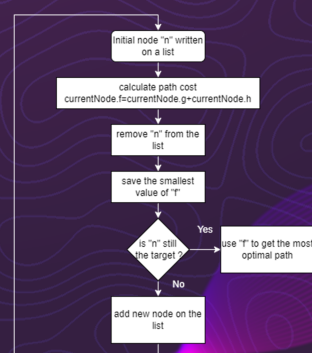 Initial node "n" written
on a list
calculate path cost
currentNode.f=currentNode.g+currentNode.h
remove "n" from the
list
save the smallest
value of "f"
is "n" still
the target ?
Yes
use "f" to get the most
optimal path
No
add new node on the
list